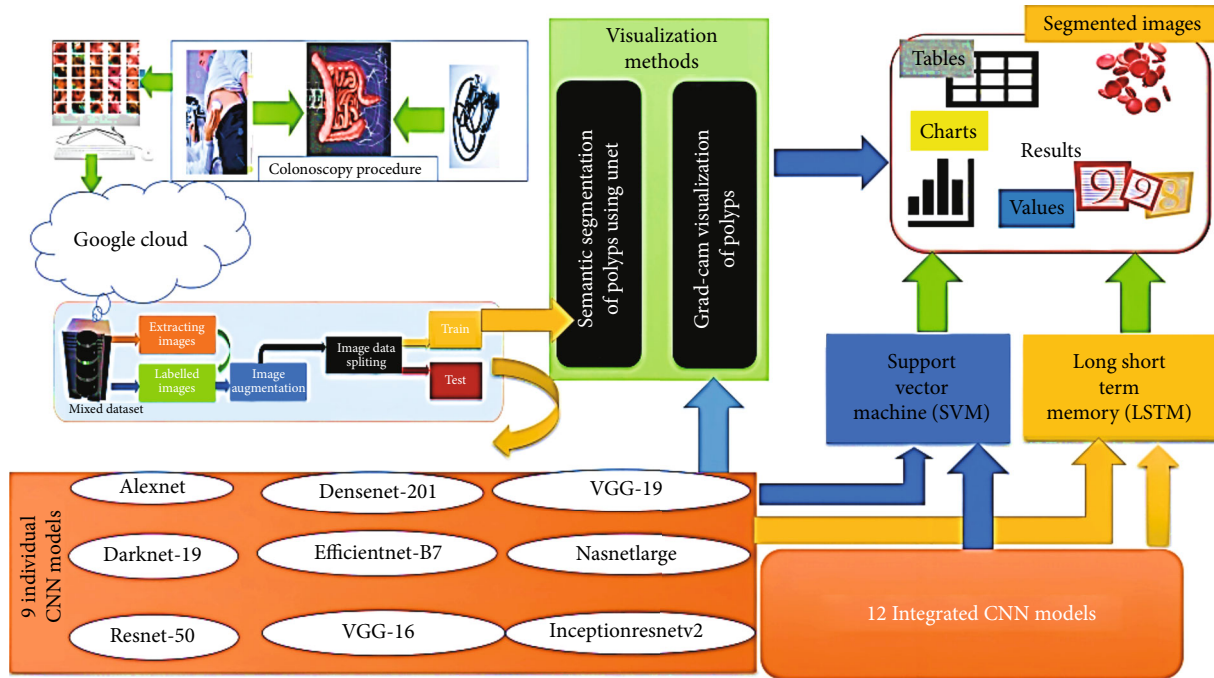 Colonoscopy procedure
Google cloud
Mixed dataset
Extracting
images
Labelled
images
Image
augmentation
Image data
spliting
Train
Test
Visualization
methods
Semantic segmentation
of polyps using unet
Grad-cam visualization
of polyps
Segmented images
Tables
Charts
Results
Values
9 9 8
Support
vector
machine (SVM)
Long short
term
memory (LSTM)
9 individual
CNN models
Alexnet
Densenet-201
VGG-19
Darknet-19
Efficientnet-B7
Nasnetlarge
Resnet-50
VGG-16
Inceptionresnetv2
12 Integrated CNN models